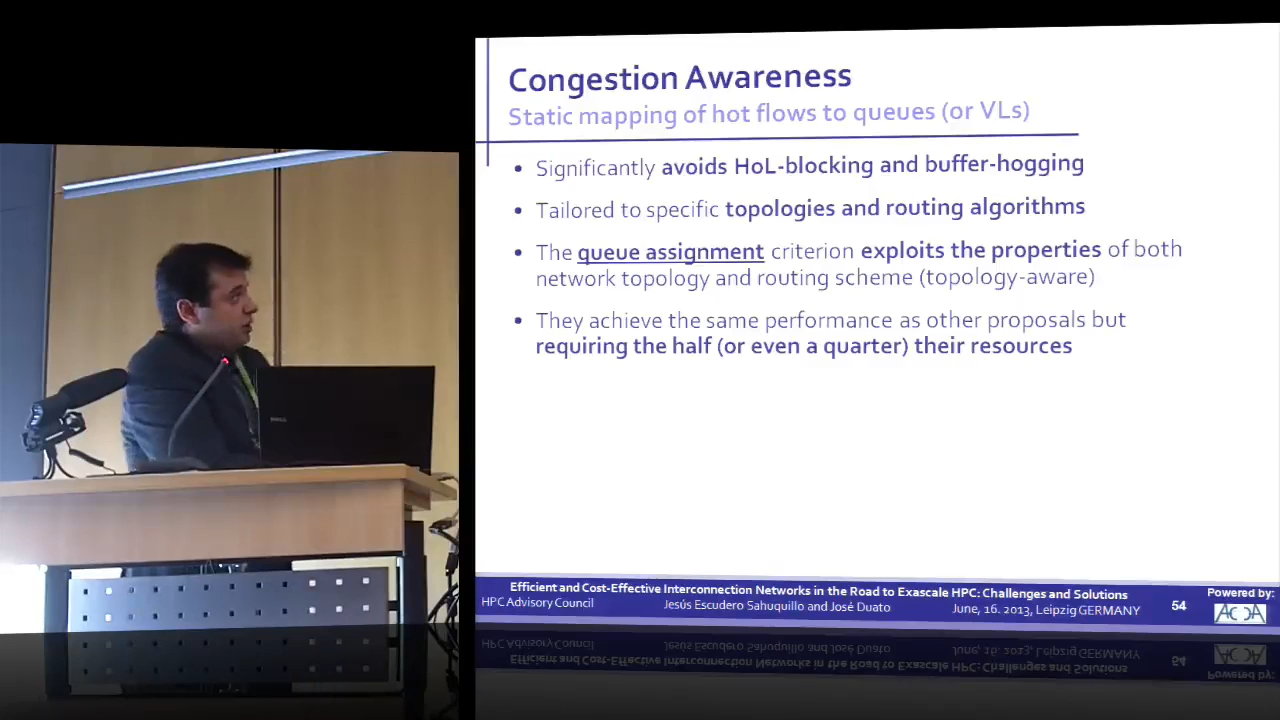 Congestion Awareness
Static mapping of hot flows to queues (or VLs)
• Significantly avoids HoL-blocking and buffer-hogging
• Tailored to specific topologies and routing algorithms
• The queue assignment criterion exploits the properties of both
network topology and routing scheme (topology-aware)
• They achieve the same performance as other proposals but
requiring the half (or even a quarter) their resources
Efficient and Cost-Effective Interconnection Networks in the Road to Exascale HPC: Challenges and Solutions
HPC Advisory Council Jesús Escudero Sahuquillo and José Duato June, 16. 2013, Leipzig GERMANY
54
Powered by:
DELL